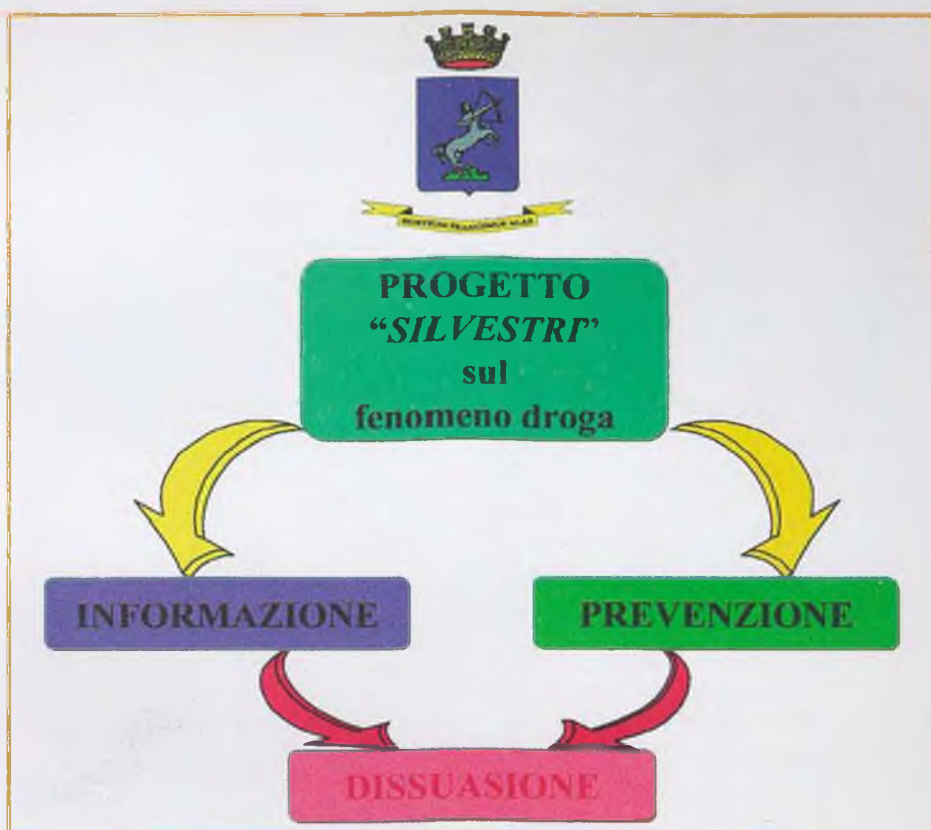 PROGETTO
“SILVESTRI”
sul
fenomeno droga
INFORMAZIONE
PREVENZIONE
DISSUASIONE